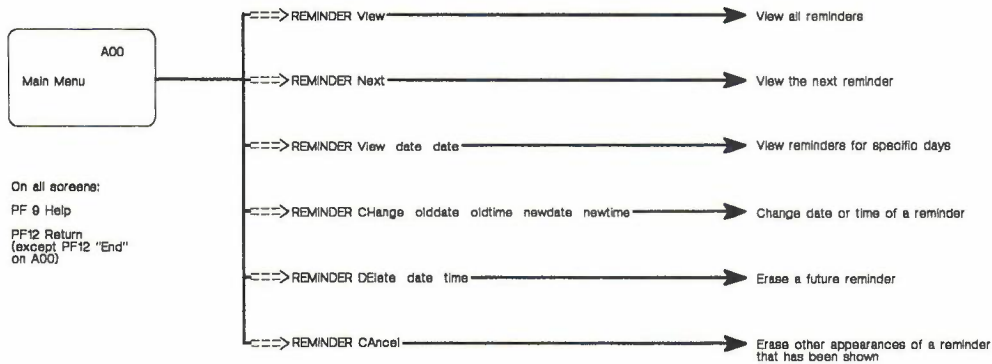 A00
Main Menu
On all screens:
PF 9 Help
PF12 Return
(except PF12 "End"
on A00)
===> REMINDER View
View all reminders
===> REMINDER Next
View the next reminder
===> REMINDER View date date
View reminders for specific days
===> REMINDER CHange olddate oldtime newdate newtime
Change date or time of a reminder
===> REMINDER DElete date time
Erase a future reminder
===> REMINDER CAncel
Erase other appearances of a reminder
that has been shown